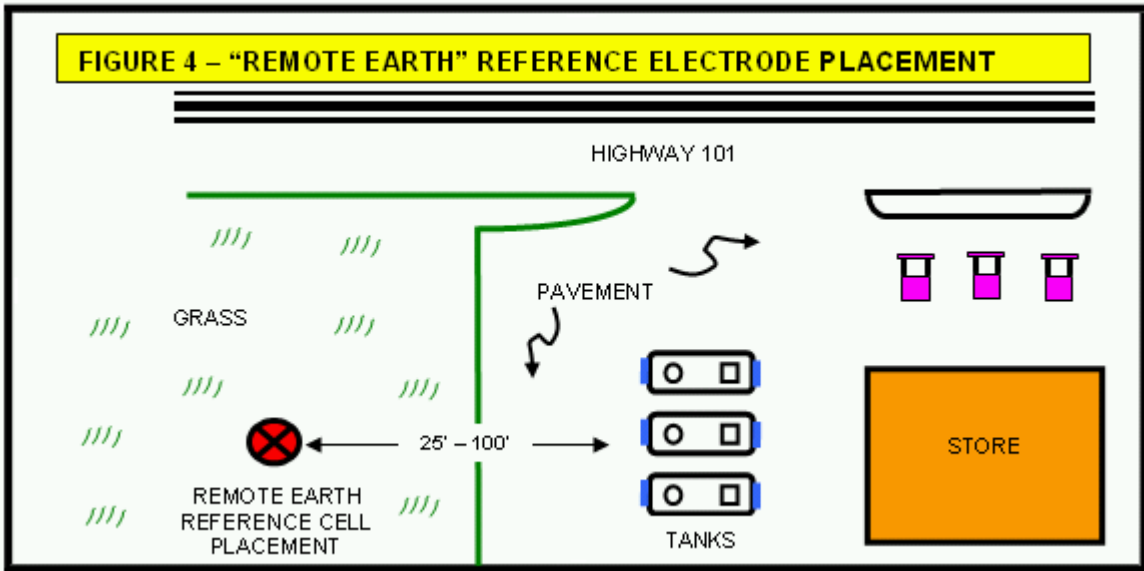 FIGURE 4 – “REMOTE EARTH” REFERENCE ELECTRODE PLACEMENT
HIGHWAY 101
PAVEMENT
GRASS
25' – 100'
STORE
REMOTE EARTH
REFERENCE CELL
PLACEMENT
TANKS